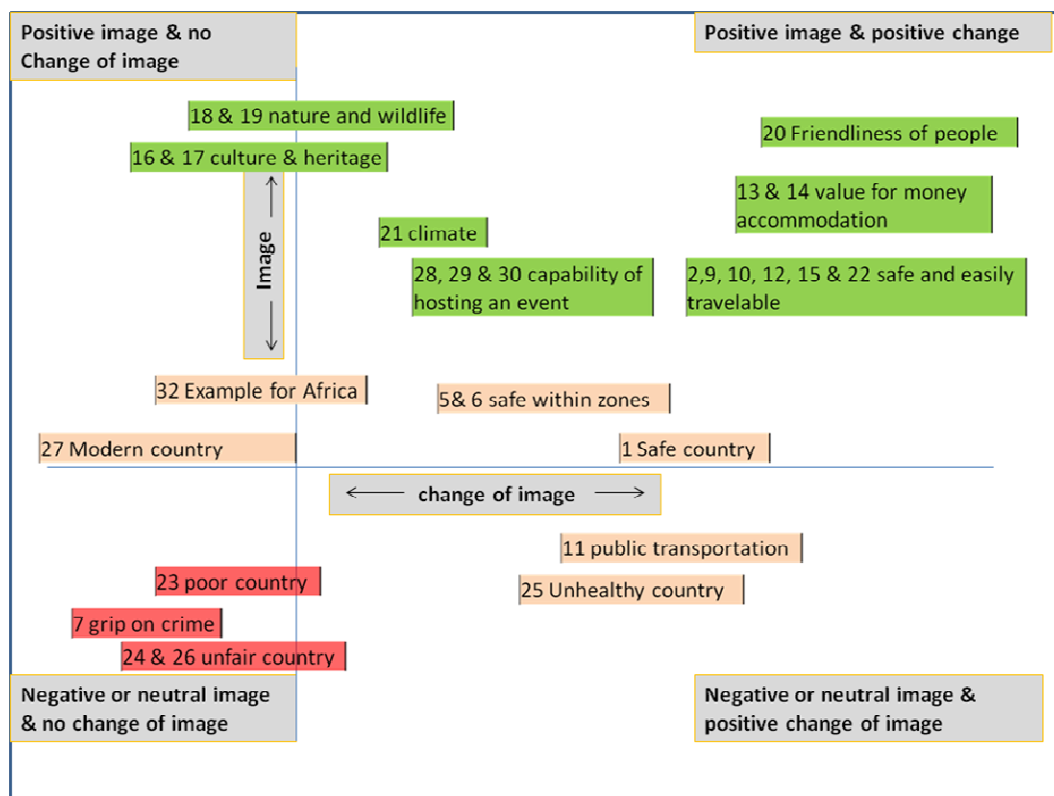 Positive image & no
Change of image
Positive image & positive change
18 & 19 nature and wildlife
20 Friendliness of people
16 & 17 culture & heritage
13 & 14 value for money
accommodation
21 climate
Image
28, 29 & 30 capability of
hosting an event
2,9, 10, 12, 15 & 22 safe and easily
travelable
32 Example for Africa
5& 6 safe within zones
27 Modern country
1 Safe country
change of image
11 public transportation
23 poor country
25 Unhealthy country
7 grip on crime
24 & 26 unfair country
Negative or neutral image
& no change of image
Negative or neutral image &
positive change of image